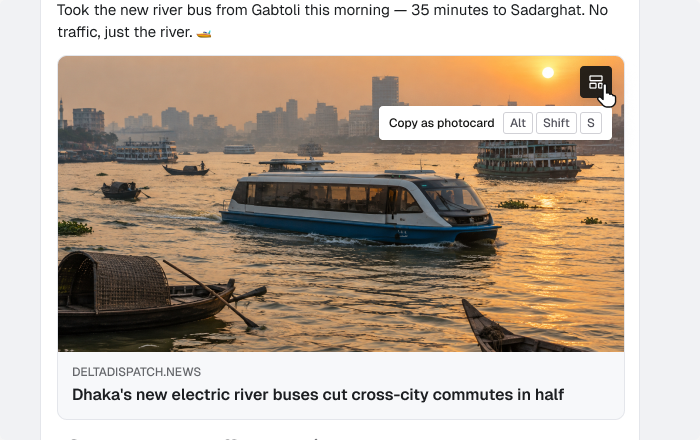 Took the new river bus from Gabtoli this morning — 35 minutes to Sadarghat. No
traffic, just the river. 🚤
Copy as photocard Alt Shift S
DELTADISPATCH.NEWS
Dhaka's new electric river buses cut cross-city commutes in half